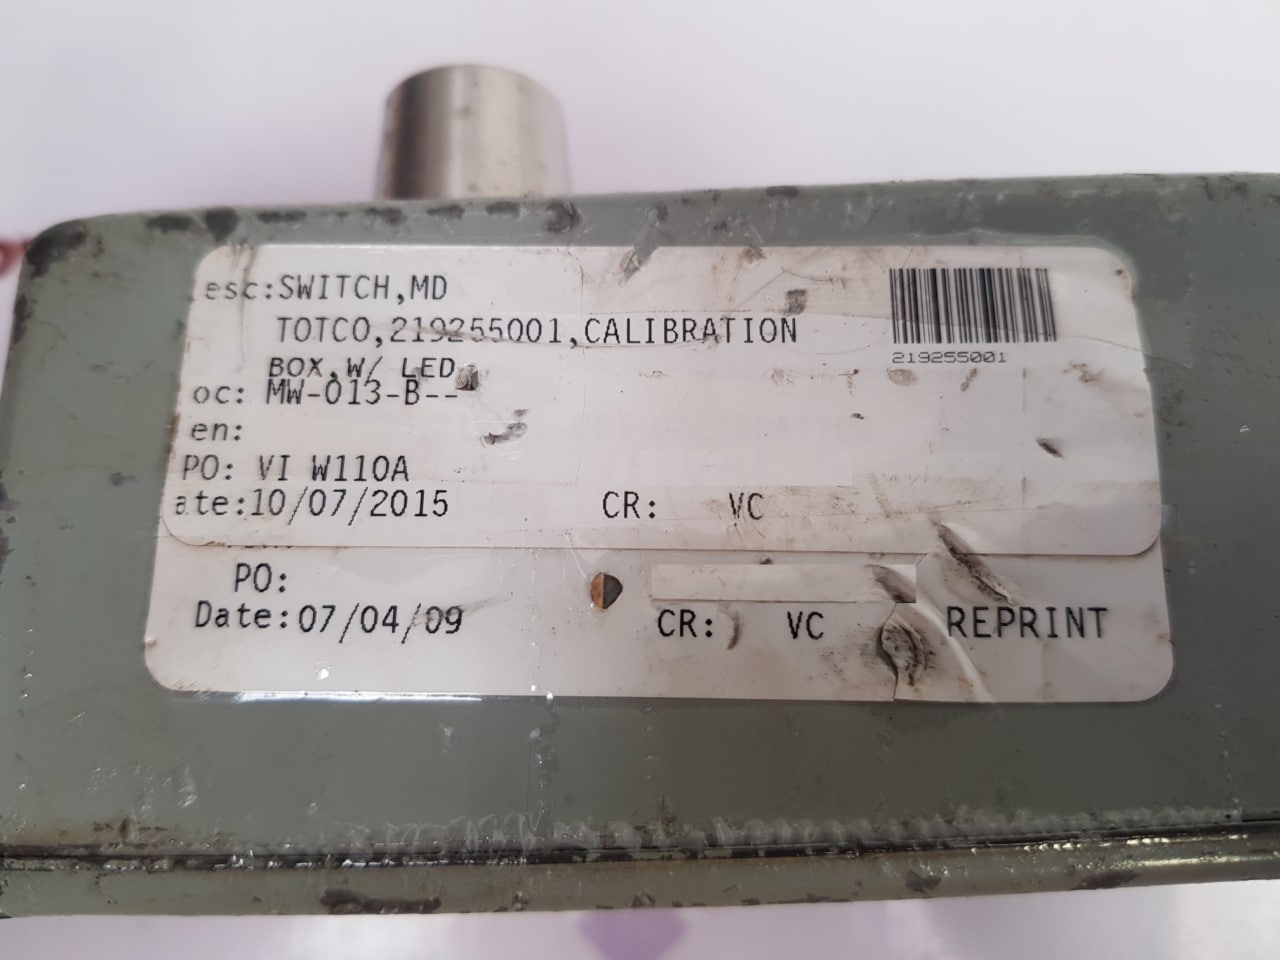 esc:SWITCH,MD
TOTCO,219255001,CALIBRATION
BOX,W/ LED
219255001
oc: MW-013-B--
en:
PO: VI W110A
ate:10/07/2015 CR: VC
PO:
Date:07/04/09 CR: VC REPRINT